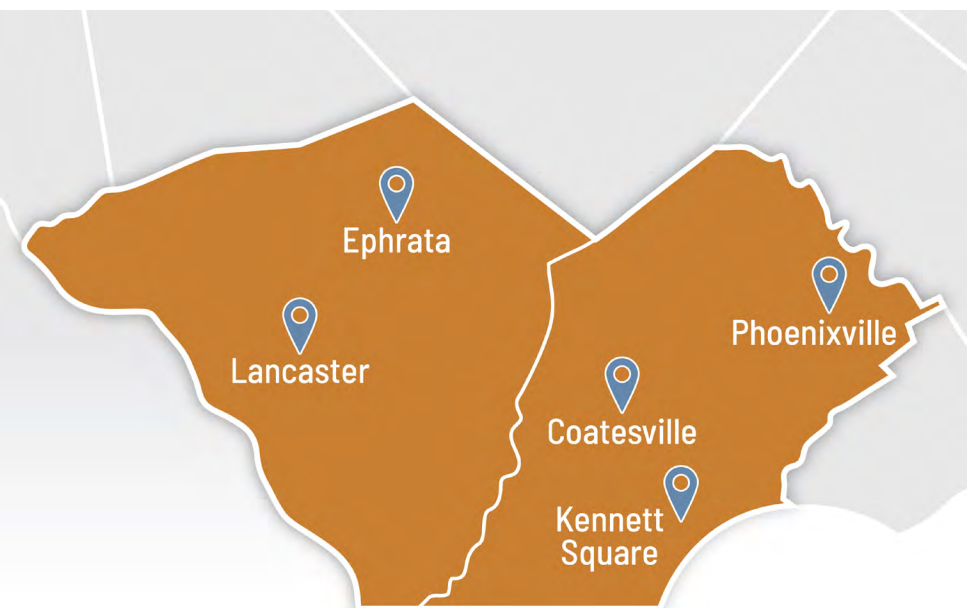 Ephrata
Lancaster
Phoenixville
Coatesville
Kennett
Square